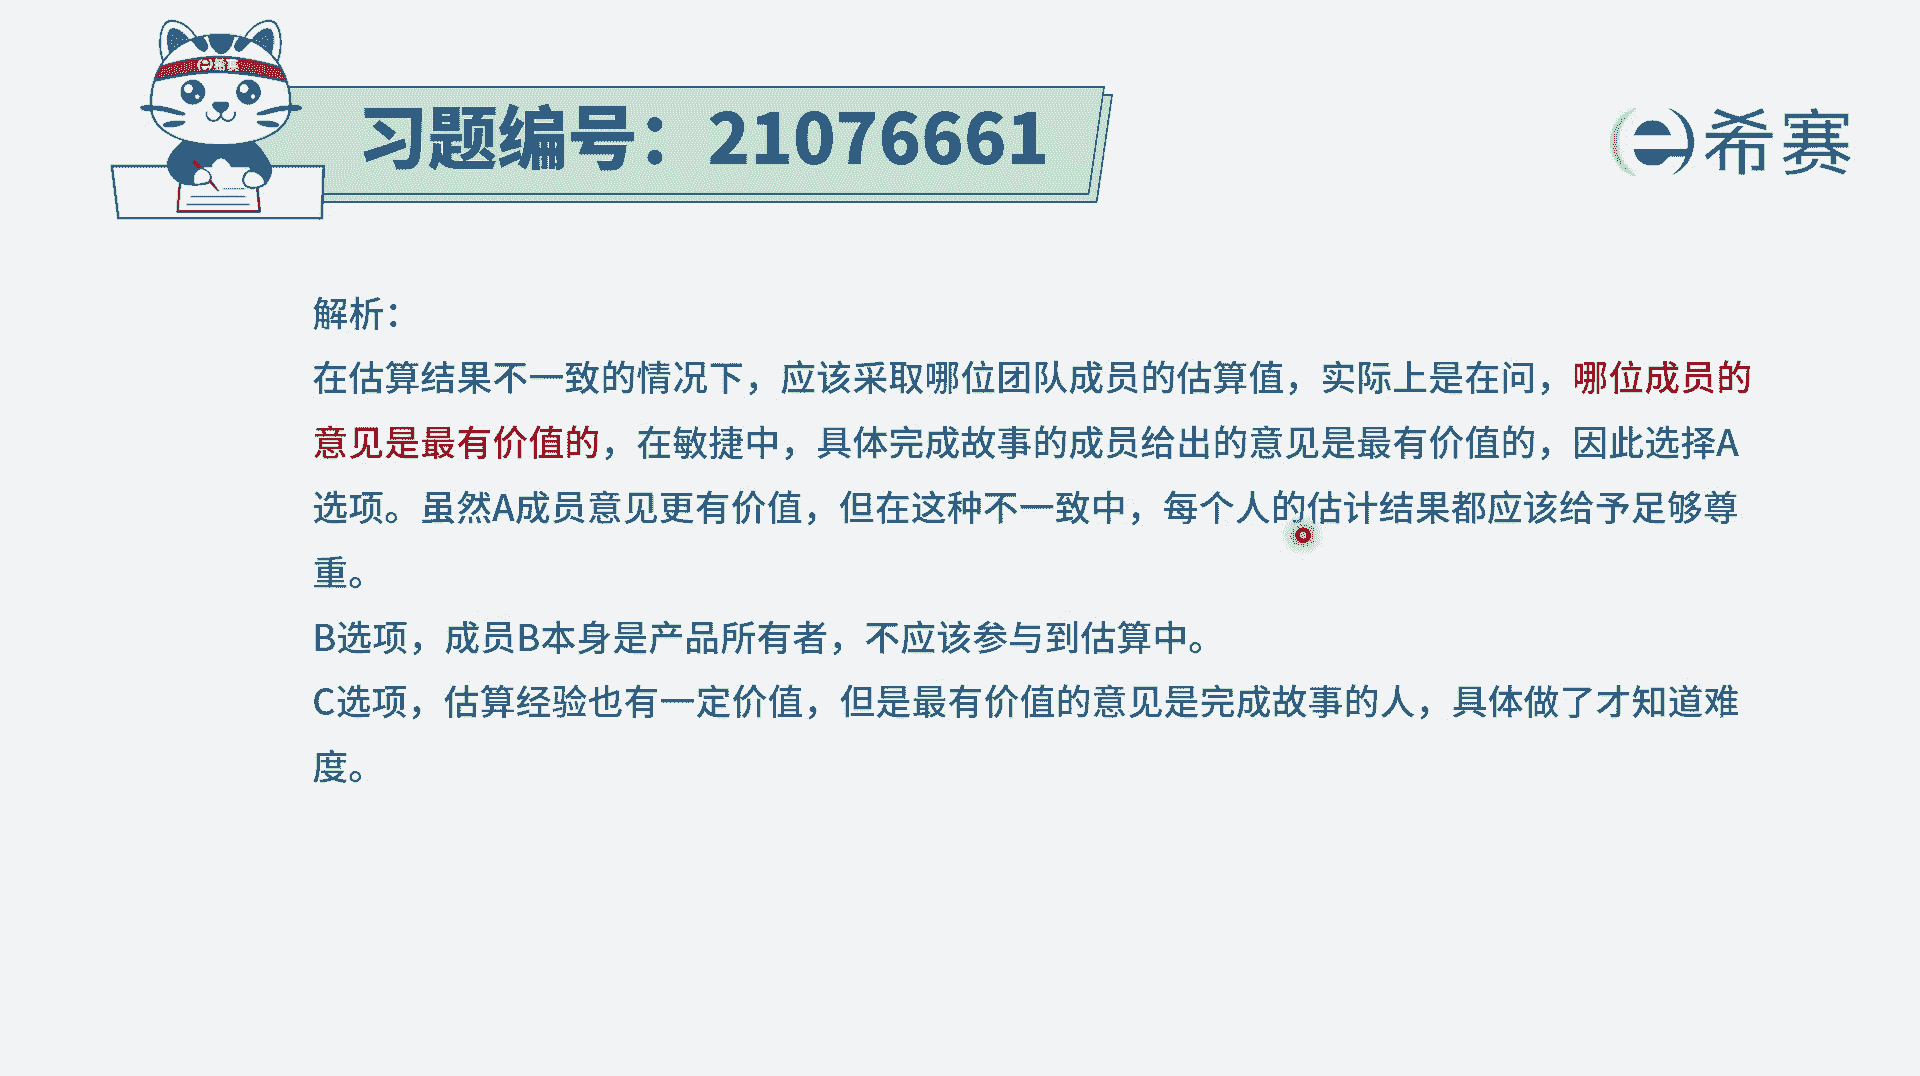 希赛
习题编号：21076661
希赛
解析：
在估算结果不一致的情况下，应该采取哪位团队成员的估算值，实际上是在问，哪位成员的
意见是最有价值的，在敏捷中，具体完成故事的成员给出的意见是最有价值的，因此选择A
选项。虽然A成员意见更有价值，但在这种不一致中，每个人的估计结果都应该给予足够尊
重。
B选项，成员B本身是产品所有者，不应该参与到估算中。
C选项，估算经验也有一定价值，但是最有价值的意见是完成故事的人，具体做了才知道难
度。